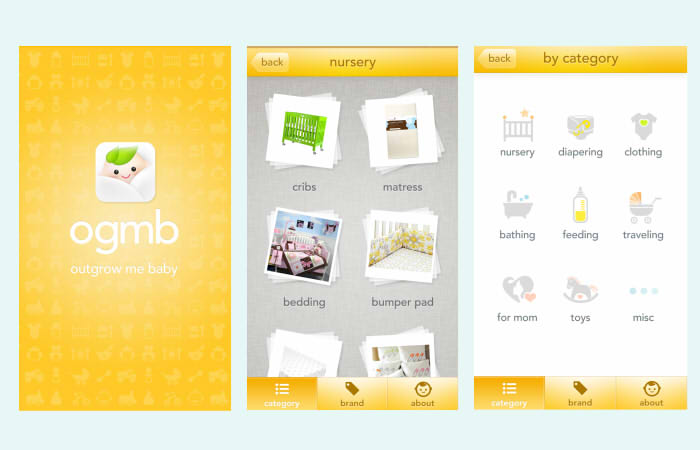 ogmb
outgrow me baby
back
nursery
cribs
matress
bedding
bumper pad
category
brand
about
back
by category
nursery
diapering
clothing
bathing
feeding
traveling
for mom
toys
misc
category
brand
about